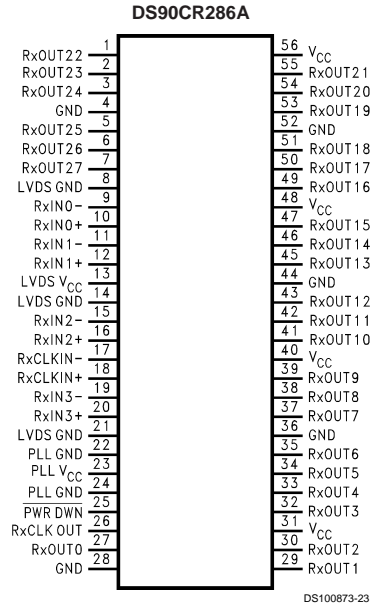 DS90CR286A
RxOUT22 1
RxOUT23 2
RxOUT24 3
GND 4
RxOUT25 5
RxOUT26 6
RxOUT27 7
LVDS GND 8
RxIN0− 9
RxIN0+ 10
RxIN1− 11
RxIN1+ 12
LVDS VCC 13
LVDS GND 14
RxIN2− 15
RxIN2+ 16
RxCLKIN− 17
RxCLKIN+ 18
RxIN3− 19
RxIN3+ 20
LVDS GND 21
PLL GND 22
PLL VCC 23
PLL GND 24
PWR DWN 25
RxCLK OUT 26
RxOUT0 27
GND 28
56 VCC
55 RxOUT21
54 RxOUT20
53 RxOUT19
52 GND
51 RxOUT18
50 RxOUT17
49 RxOUT16
48 VCC
47 RxOUT15
46 RxOUT14
45 RxOUT13
44 GND
43 RxOUT12
42 RxOUT11
41 RxOUT10
40 VCC
39 RxOUT9
38 RxOUT8
37 RxOUT7
36 GND
35 RxOUT6
34 RxOUT5
33 RxOUT4
32 RxOUT3
31 VCC
30 RxOUT2
29 RxOUT1
DS100873-23